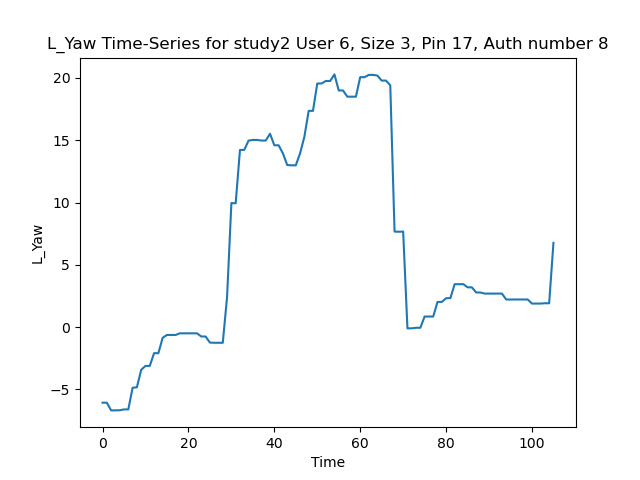 L_Yaw Time-Series for study2 User 6, Size 3, Pin 17, Auth number 8
20
15
10
5
0
−5
L_Yaw
0 20 40 60 80 100
Time